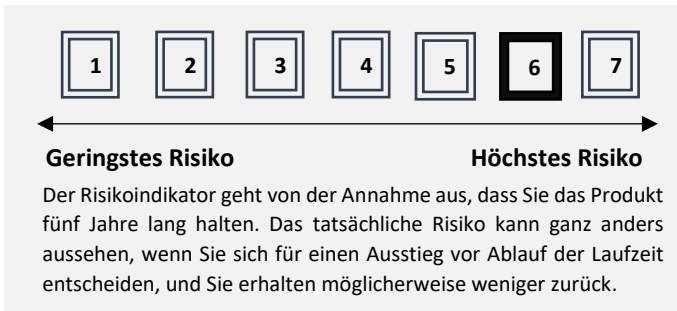 1 2 3 4 5 6 7
Geringstes Risiko Höchstes Risiko
Der Risikoindikator geht von der Annahme aus, dass Sie das Produkt
fünf Jahre lang halten. Das tatsächliche Risiko kann ganz anders
aussehen, wenn Sie sich für einen Ausstieg vor Ablauf der Laufzeit
entscheiden, und Sie erhalten möglicherweise weniger zurück.